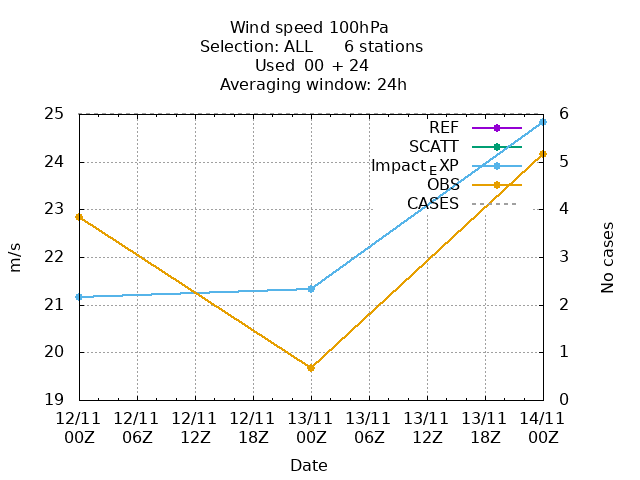 Wind speed 100hPa
Selection: ALL 6 stations
Used 00 + 24
Averaging window: 24h
25
24
23
22
21
20
19
m/s
6
5
4
3
2
1
0
No cases
REF
SCATT
Impact_EXP
OBS
CASES
12/11 12/11 12/11 12/11 13/11 13/11 13/11 13/11 14/11
00Z 06Z 12Z 18Z 00Z 06Z 12Z 18Z 00Z
Date